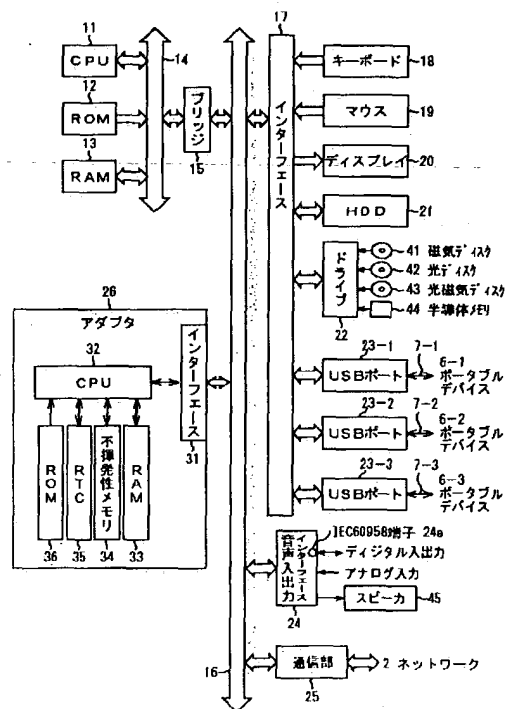 11
CPU
12
ROM
13
RAM
14
ブリッジ
15
17
インターフェース
キーボード 18
マウス 19
ディスプレイ 20
HDD 21
ドライブ
22
41 磁気ディスク
42 光ディスク
43 光磁気ディスク
44 半導体メモリ
23-1
USBポート
7-1
6-1
ポータブル
デバイス
23-2
USBポート
7-2
6-2
ポータブル
デバイス
23-3
USBポート
7-3
6-3
ポータブル
デバイス
26
アダプタ
32
CPU
インターフェース
31
ROM
36
RTC
35
不揮発性メモリ
34
RAM
33
音声入出力
インターフェース
24
IEC60958端子 24a
ディジタル入出力
アナログ入力
スピーカ 45
16
通信部
25
2 ネットワーク